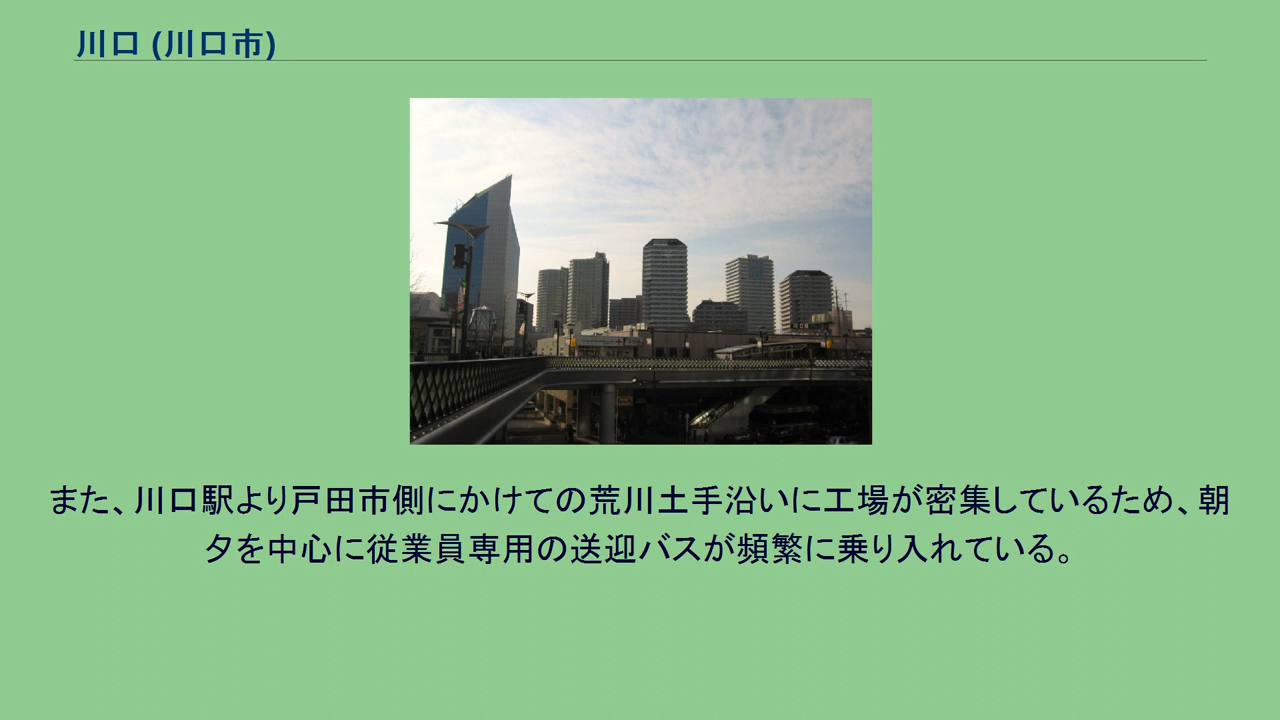 川口 (川口市)
また、川口駅より戸田市側にかけての荒川土手沿いに工場が密集しているため、朝
夕を中心に従業員専用の送迎バスが頻繁に乗り入れている。